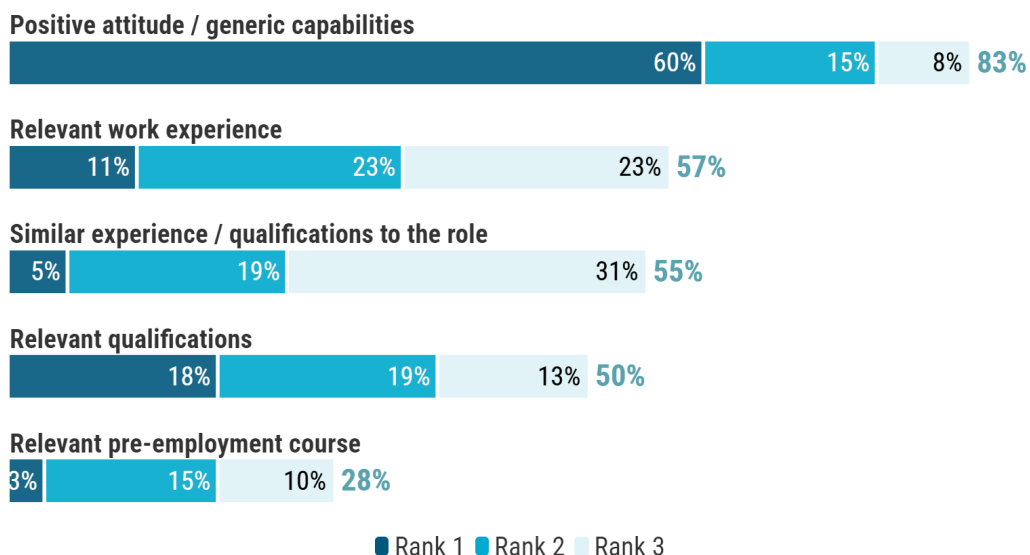 Positive attitude / generic capabilities
60% 15% 8% 83%
Relevant work experience
11% 23% 23% 57%
Similar experience / qualifications to the role
5% 19% 31% 55%
Relevant qualifications
18% 19% 13% 50%
Relevant pre-employment course
3% 15% 10% 28%
Rank 1 Rank 2 Rank 3